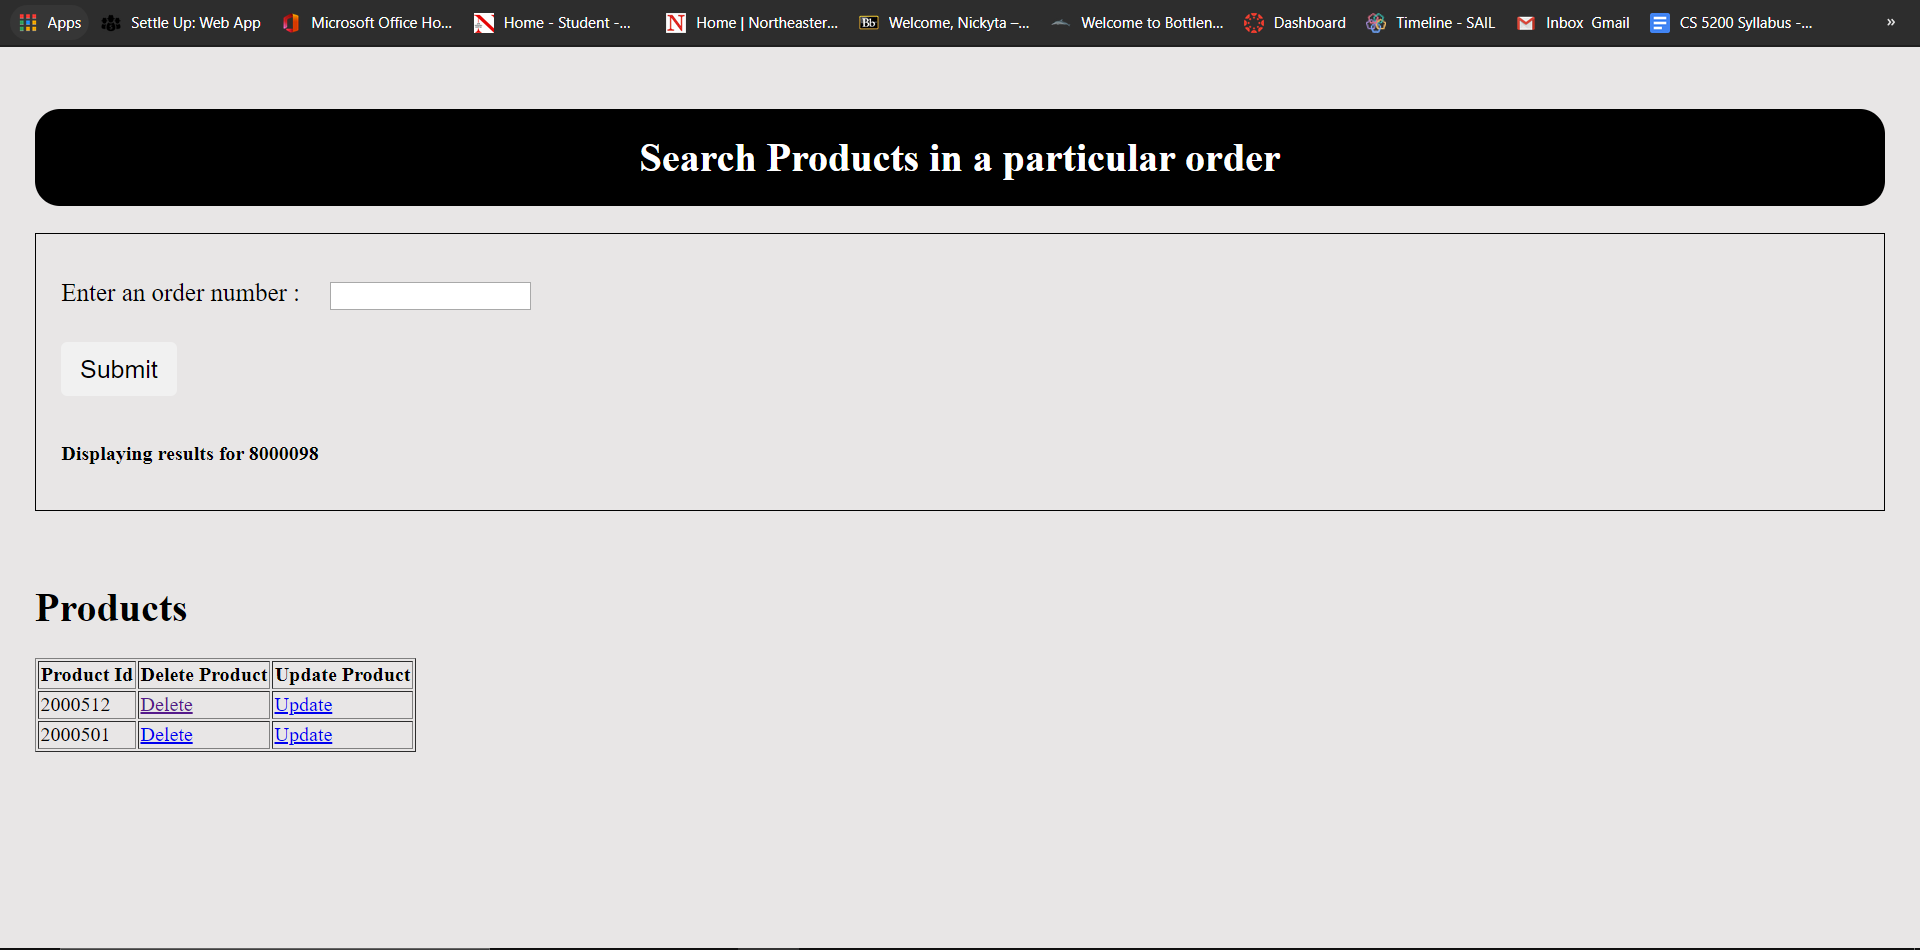 Apps Settle Up: Web App Microsoft Office Ho... Home - Student -... Home | Northeaster... Bb Welcome, Nickyta –... Welcome to Bottlen... Dashboard Timeline - SAIL Inbox Gmail CS 5200 Syllabus -... »
Search Products in a particular order
Enter an order number :
Submit
Displaying results for 8000098
Products
Product Id Delete Product Update Product
2000512 Delete Update
2000501 Delete Update